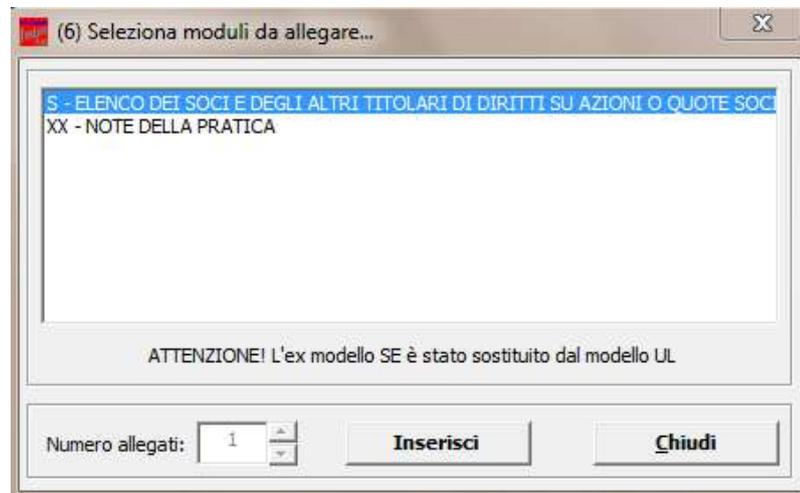 (6) Seleziona moduli da allegare...
S - ELENCO DEI SOCI E DEGLI ALTRI TITOLARI DI DIRITTI SU AZIONI O QUOTE SOCI
XX - NOTE DELLA PRATICA
ATTENZIONE! L'ex modello SE è stato sostituito dal modello UL
Numero allegati: 1 Inserisci Chiudi